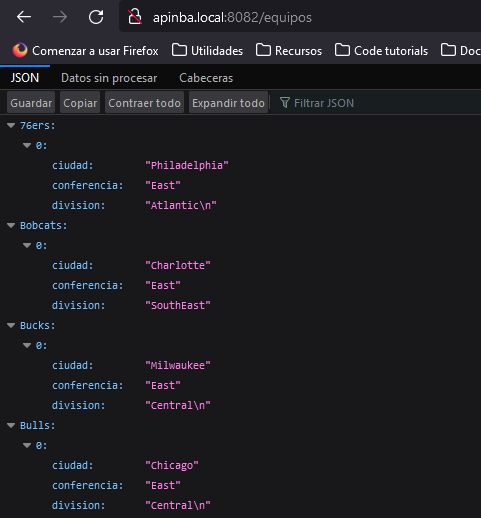 apinba.local:8082/equipos
Comenzar a usar Firefox Utilidades Recursos Code tutorials Doc
JSON Datos sin procesar Cabeceras
Guardar Copiar Contraer todo Expandir todo Filtrar JSON
76ers:
0:
ciudad: "Philadelphia"
conferencia: "East"
division: "Atlantic\n"
Bobcats:
0:
ciudad: "Charlotte"
conferencia: "East"
division: "SouthEast"
Bucks:
0:
ciudad: "Milwaukee"
conferencia: "East"
division: "Central\n"
Bulls:
0:
ciudad: "Chicago"
conferencia: "East"
division: "Central\n"